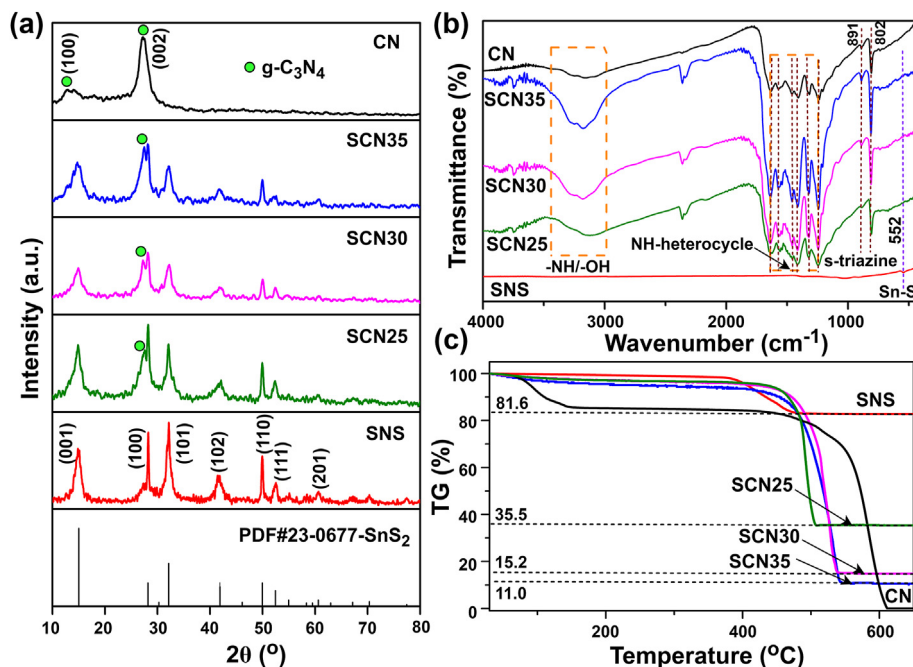 (a)
CN
(100)
(002)
g-C₃N₄
SCN35
SCN30
SCN25
SNS
(001)
(100)
(101)
(102)
(110)
(111)
(201)
PDF#23-0677-SnS₂
Intensity (a.u.)
10 20 30 40 50 60 70 80
2θ (°)
(b)
CN
SCN35
SCN30
SCN25
SNS
891
802
552
NH-heterocycle
-NH/-OH
s-triazine
Sn-S
Transmittance (%)
4000 3000 2000 1000
Wavenumber (cm⁻¹)
(c)
100
80
60
40
20
0
81.6
35.5
15.2
11.0
SNS
SCN25
SCN30
SCN35
CN
TG (%)
200 400 600
Temperature (°C)